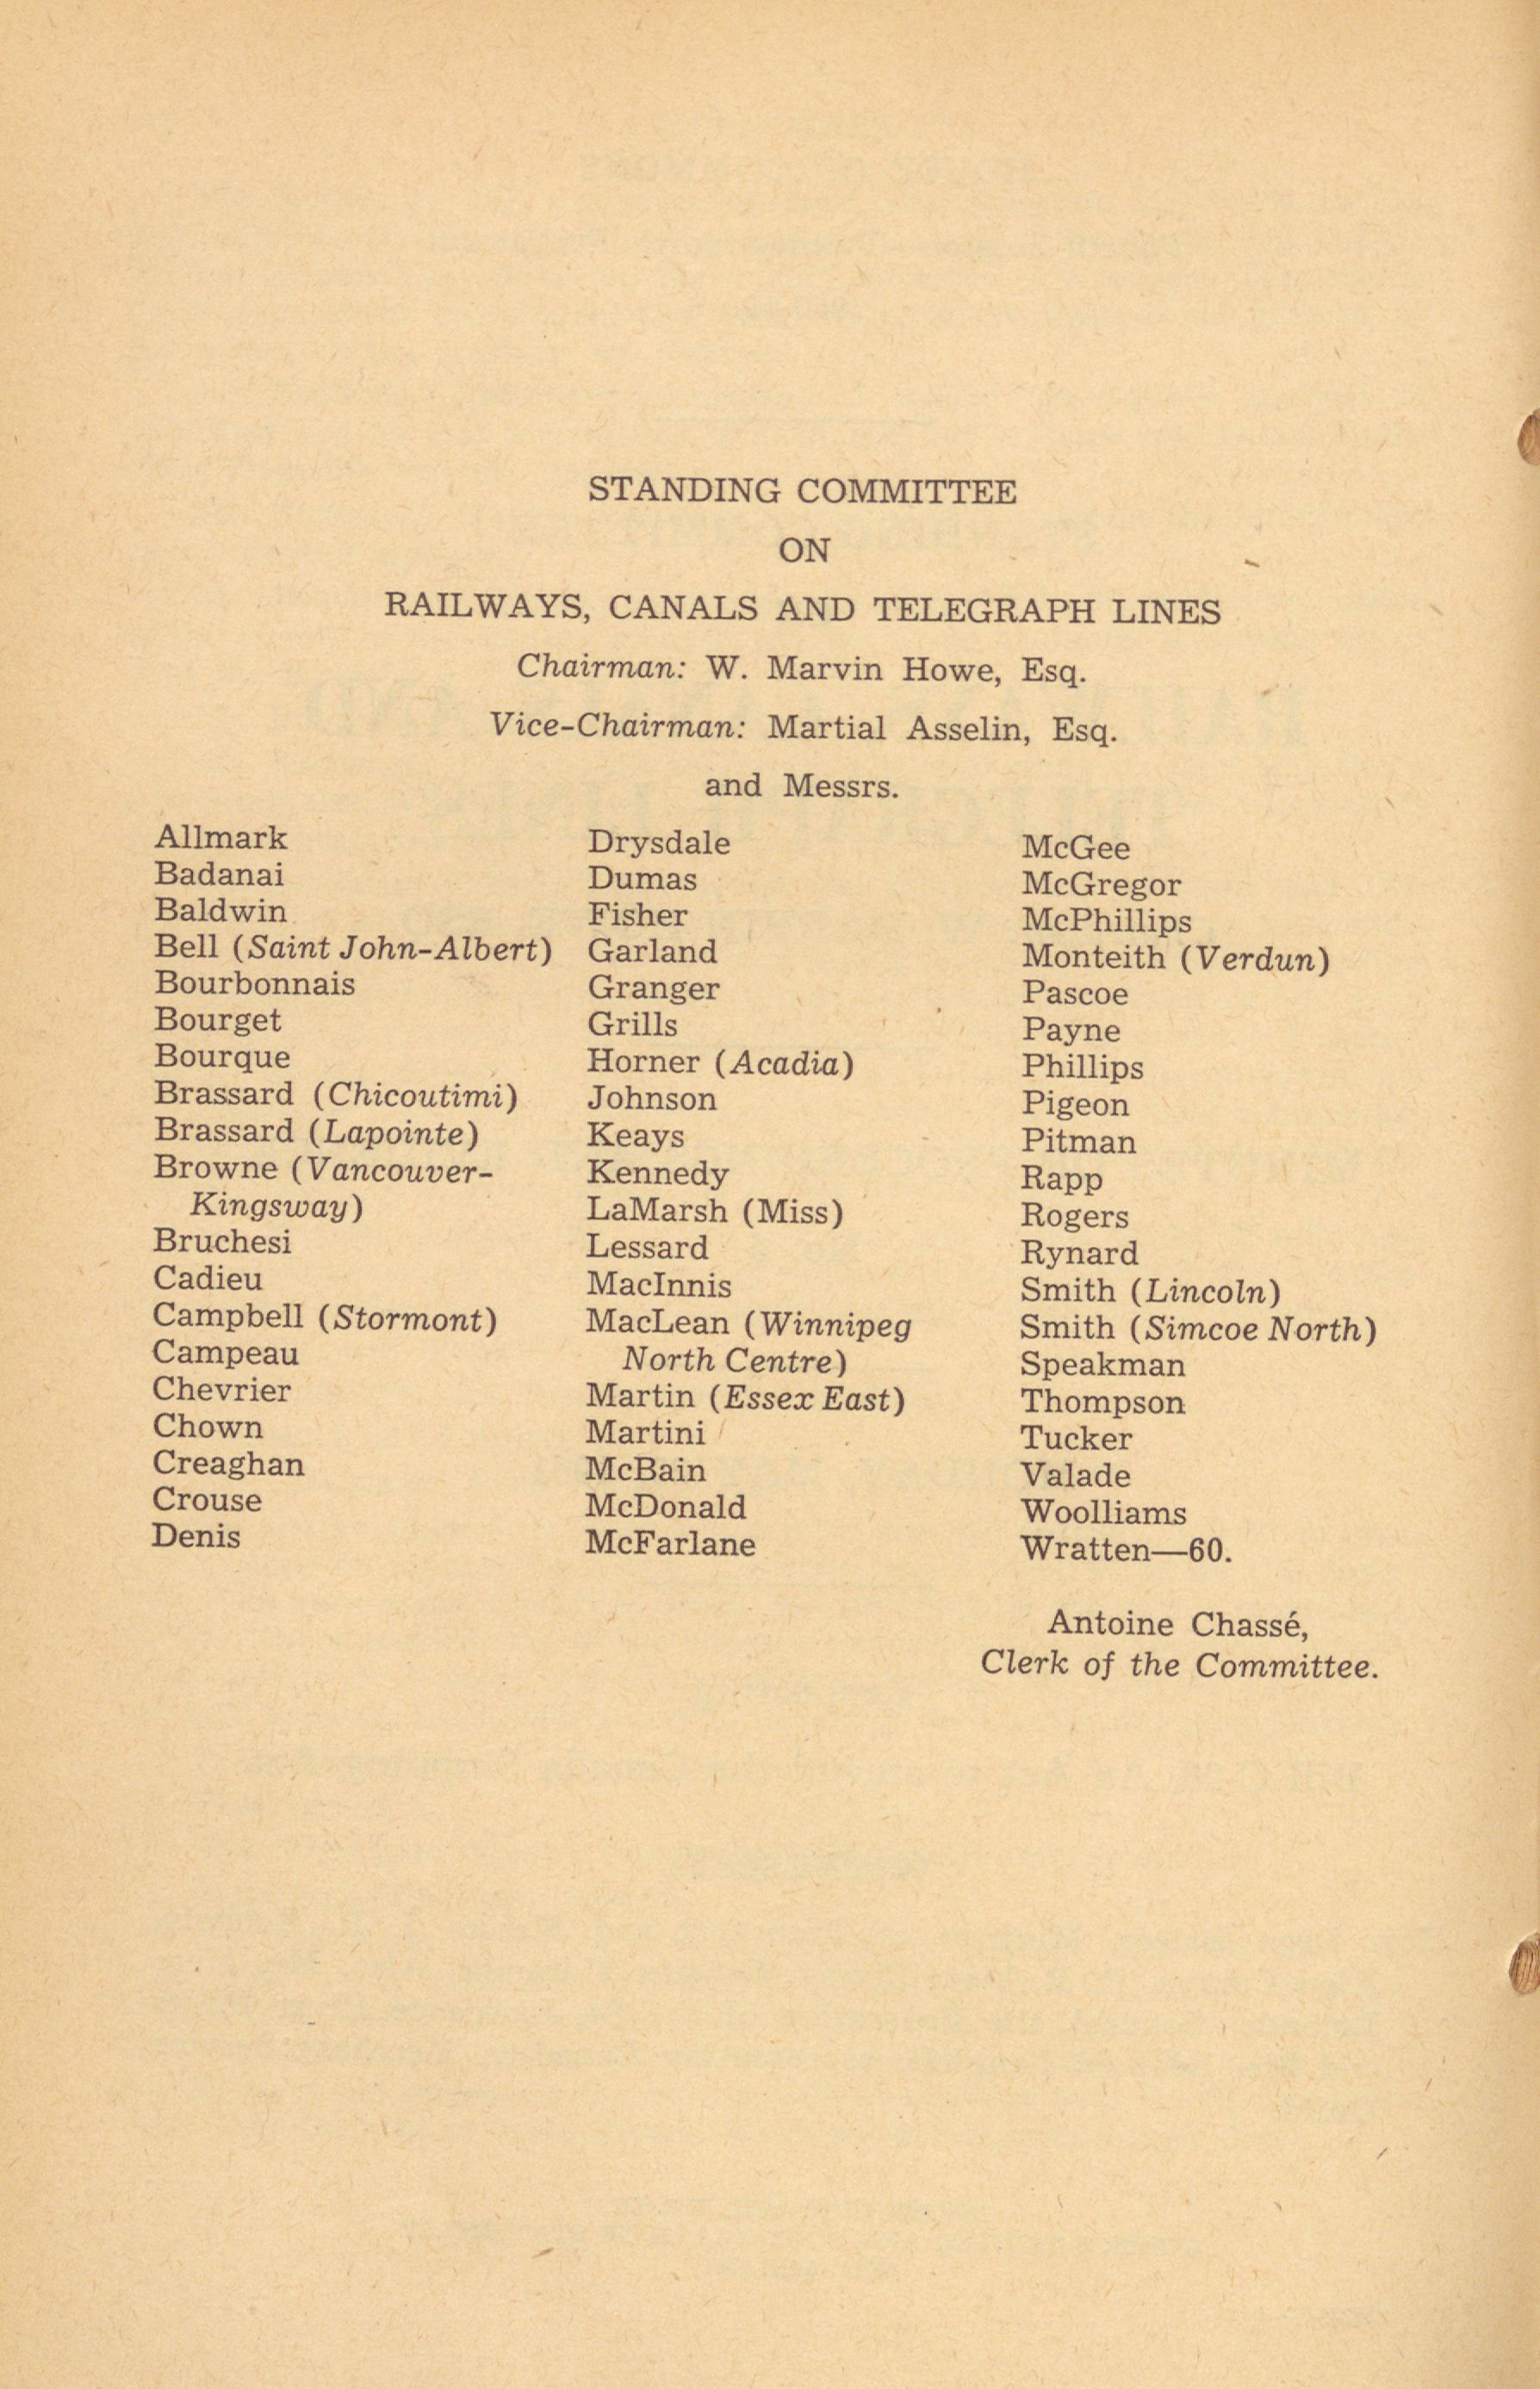 STANDING COMMITTEE
ON
RAILWAYS, CANALS AND TELEGRAPH LINES
Chairman: W. Marvin Howe, Esq.
Vice-Chairman: Martial Asselin, Esq.
and Messrs.
Allmark
Badanai
Baldwin
Bell (Saint John-Albert)
Bourbonnais
Bourget
Bourque
Brassard (Chicoutimi)
Brassard (Lapointe)
Browne (Vancouver-
Kingsway)
Bruchesi
Cadieu
Campbell (Stormont)
Campeau
Chevrier
Chown
Creaghan
Crouse
Denis
Drysdale
Dumas
Fisher
Garland
Granger
Grills
Horner (Acadia)
Johnson
Keays
Kennedy
LaMarsh (Miss)
Lessard
MacInnis
MacLean (Winnipeg
North Centre)
Martin (Essex East)
Martini
McBain
McDonald
McFarlane
McGee
McGregor
McPhillips
Monteith (Verdun)
Pascoe
Payne
Phillips
Pigeon
Pitman
Rapp
Rogers
Rynard
Smith (Lincoln)
Smith (Simcoe North)
Speakman
Thompson
Tucker
Valade
Woolliams
Wratten—60.
Antoine Chassé,
Clerk of the Committee.